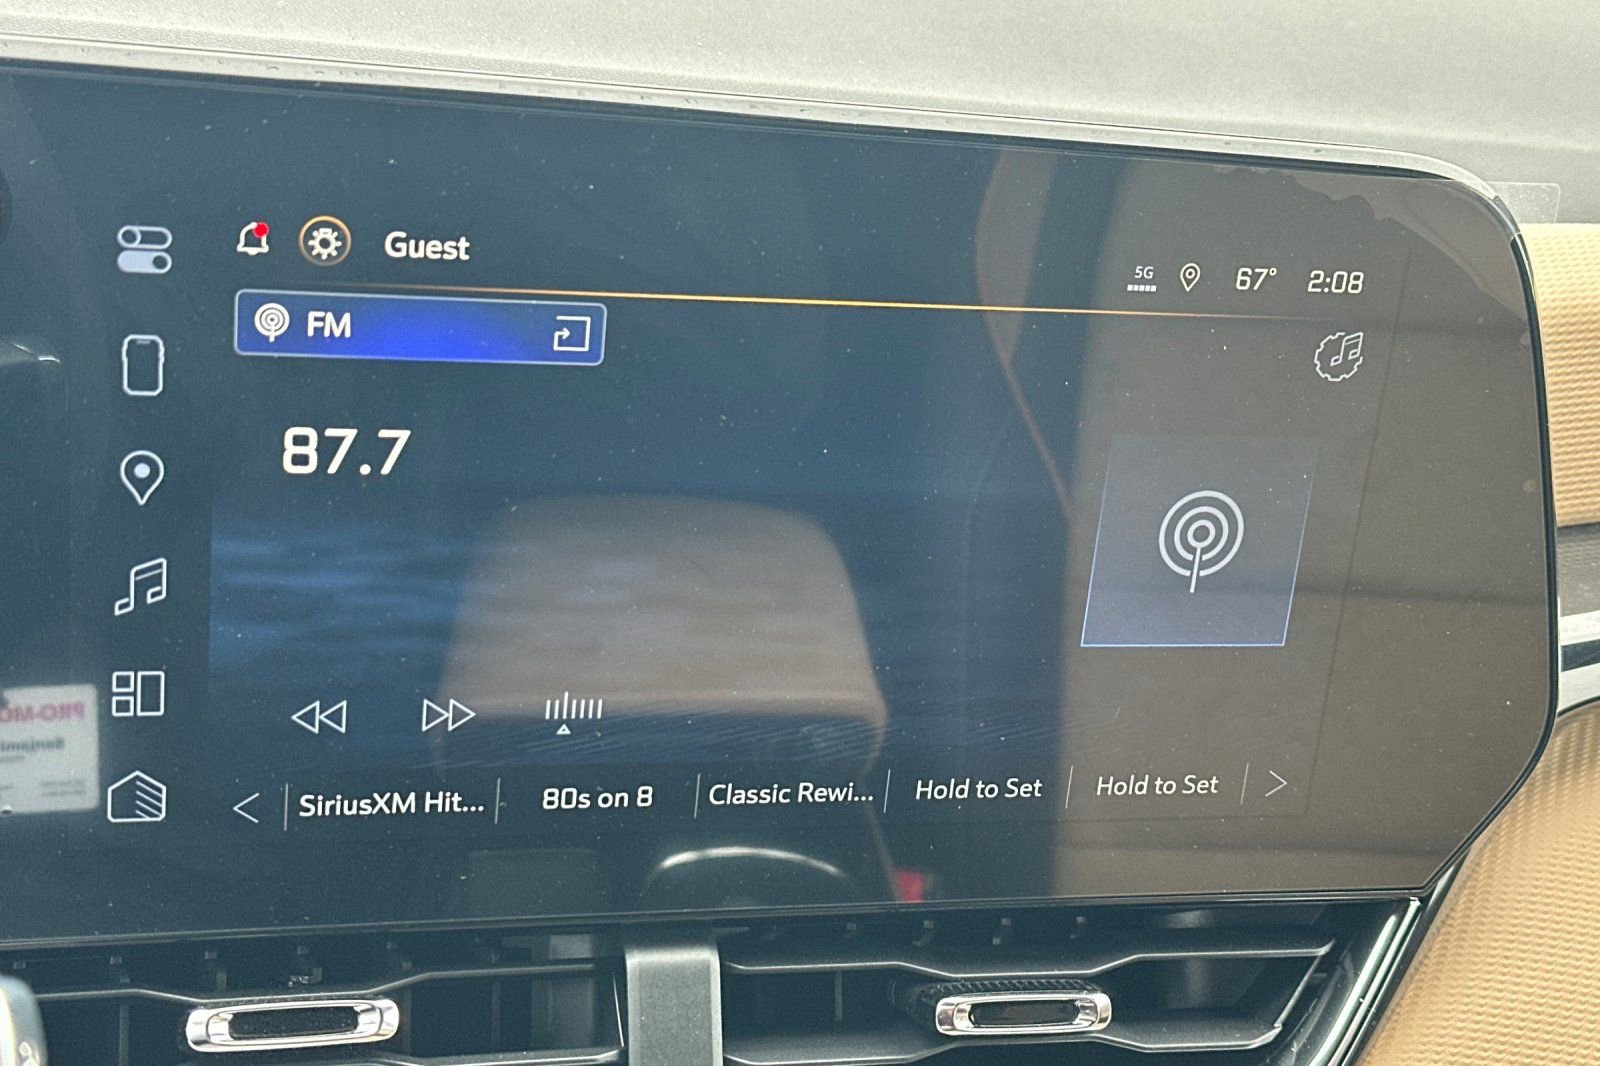 Guest
5G 67° 2:08
FM
87.7
SiriusXM Hit... 80s on 8 Classic Rewi... Hold to Set Hold to Set